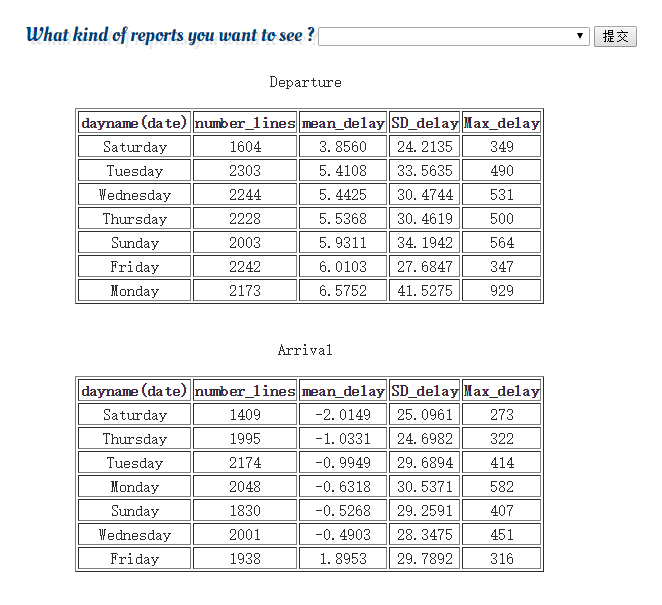 What kind of reports you want to see ? 提交
Departure
dayname(date) number_lines mean_delay SD_delay Max_delay
Saturday 1604 3.8560 24.2135 349
Tuesday 2303 5.4108 33.5635 490
Wednesday 2244 5.4425 30.4744 531
Thursday 2228 5.5368 30.4619 500
Sunday 2003 5.9311 34.1942 564
Friday 2242 6.0103 27.6847 347
Monday 2173 6.5752 41.5275 929
Arrival
dayname(date) number_lines mean_delay SD_delay Max_delay
Saturday 1409 -2.0149 25.0961 273
Thursday 1995 -1.0331 24.6982 322
Tuesday 2174 -0.9949 29.6894 414
Monday 2048 -0.6318 30.5371 582
Sunday 1830 -0.5268 29.2591 407
Wednesday 2001 -0.4903 28.3475 451
Friday 1938 1.8953 29.7892 316